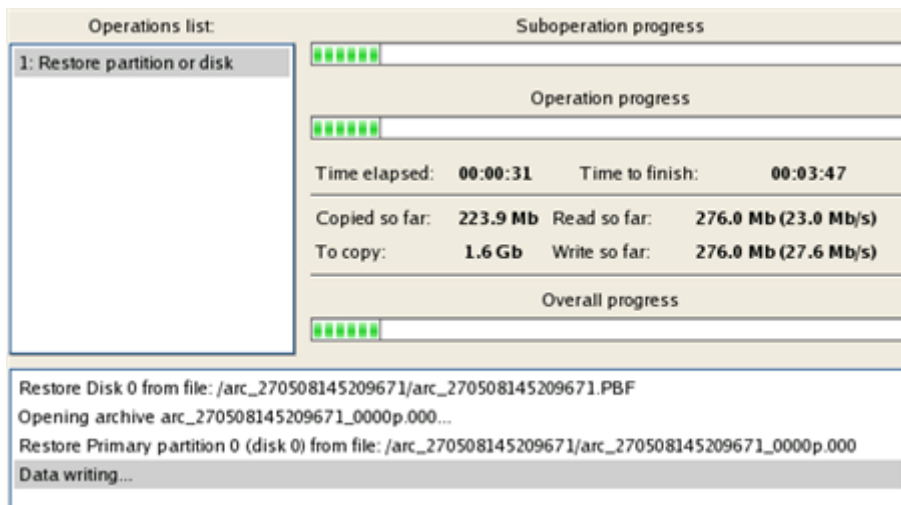 Operations list:
1: Restore partition or disk
Suboperation progress
Operation progress
Time elapsed: 00:00:31 Time to finish: 00:03:47
Copied so far: 223.9 Mb Read so far: 276.0 Mb (23.0 Mb/s)
To copy: 1.6 Gb Write so far: 276.0 Mb (27.6 Mb/s)
Overall progress
Restore Disk 0 from file: /arc_270508145209671/arc_270508145209671.PBF
Opening archive arc_270508145209671_0000p.000...
Restore Primary partition 0 (disk 0) from file: /arc_270508145209671/arc_270508145209671_0000p.000
Data writing...